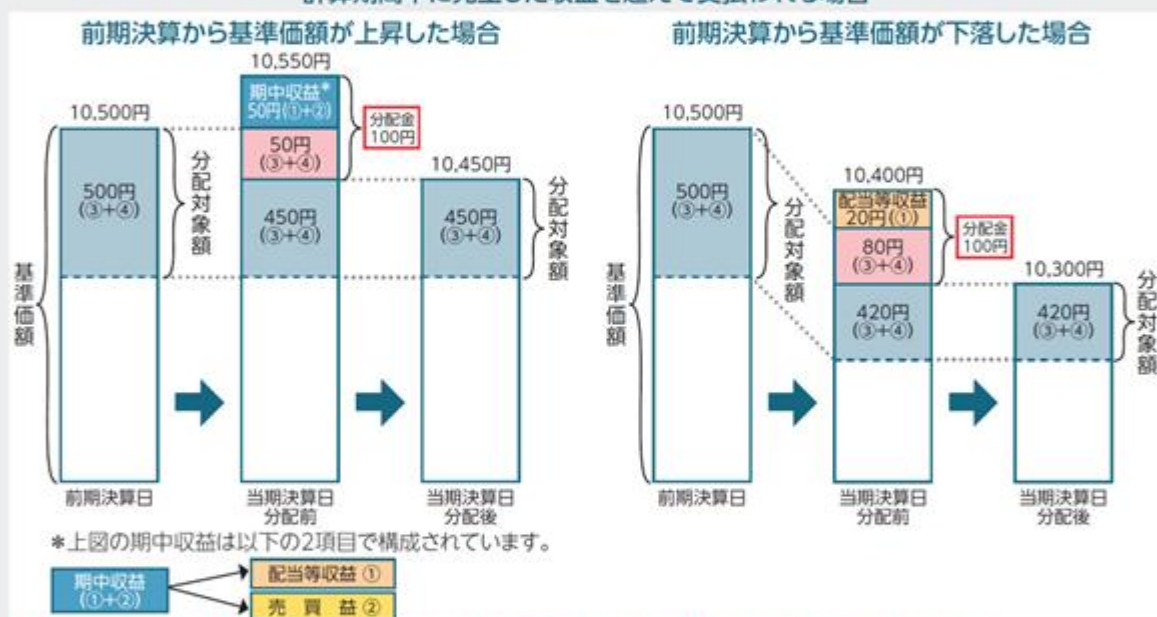 前期決算から基準価額が上昇した場合
10,500円
500円
(③+④)
分配対象額
基準価額
前期決算日
10,550円
期中収益*
50円(①+②)
50円
(③+④)
450円
(③+④)
分配金
100円
当期決算日
分配前
10,450円
450円
(③+④)
分配対象額
当期決算日
分配後
前期決算から基準価額が下落した場合
10,500円
500円
(③+④)
分配対象額
基準価額
前期決算日
10,400円
配当等収益
20円(①)
80円
(③+④)
420円
(③+④)
分配金
100円
当期決算日
分配前
10,300円
420円
(③+④)
分配対象額
当期決算日
分配後
*上図の期中収益は以下の2項目で構成されています。
期中収益
(①+②)
配当等収益 ①
売 買 益 ②